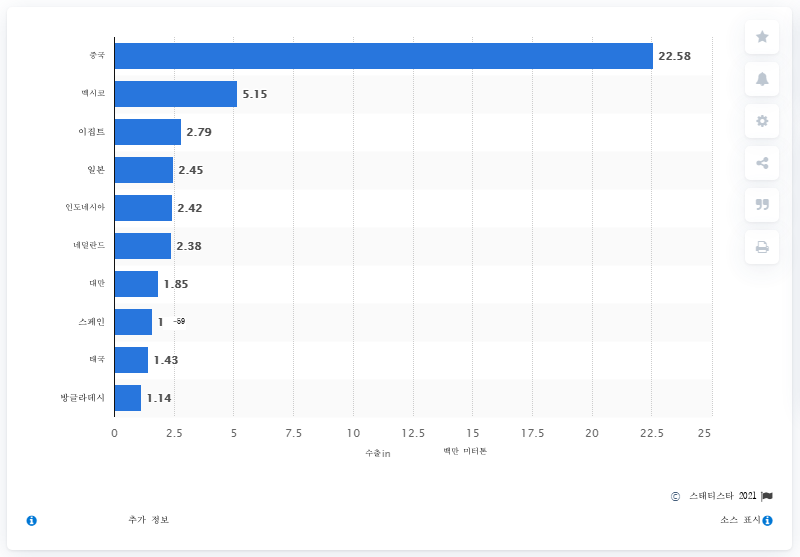 중국 22.58
멕시코 5.15
이집트 2.79
일본 2.45
인도네시아 2.42
네덜란드 2.38
대만 1.85
스페인 1 -59
태국 1.43
방글라데시 1.14
0 2.5 5 7.5 10 12.5 15 17.5 20 22.5 25
수출in 백만 미터톤
© 스태티스타 2021
추가 정보 소스 표시